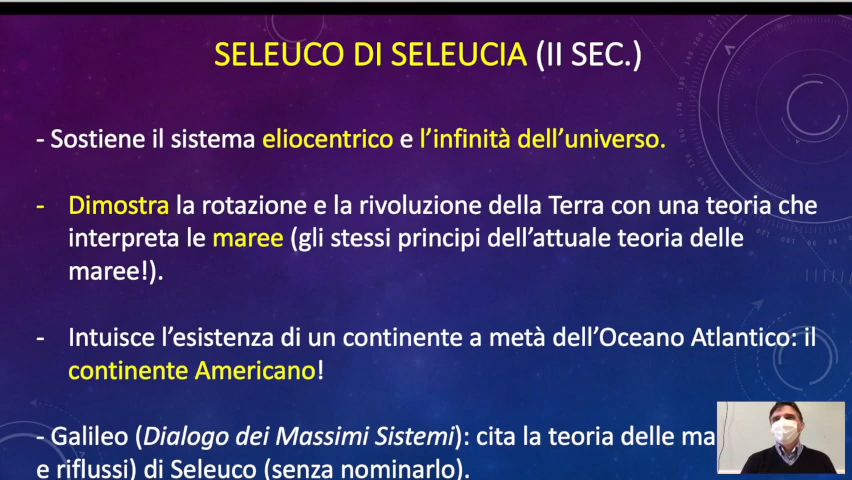 SELEUCO DI SELEUCIA (II SEC.)
- Sostiene il sistema eliocentrico e l’infinità dell’universo.
- Dimostra la rotazione e la rivoluzione della Terra con una teoria che
interpreta le maree (gli stessi principi dell’attuale teoria delle
maree!).
- Intuisce l’esistenza di un continente a metà dell’Oceano Atlantico: il
continente Americano!
- Galileo (Dialogo dei Massimi Sistemi): cita la teoria delle ma
e riflussi) di Seleuco (senza nominarlo).